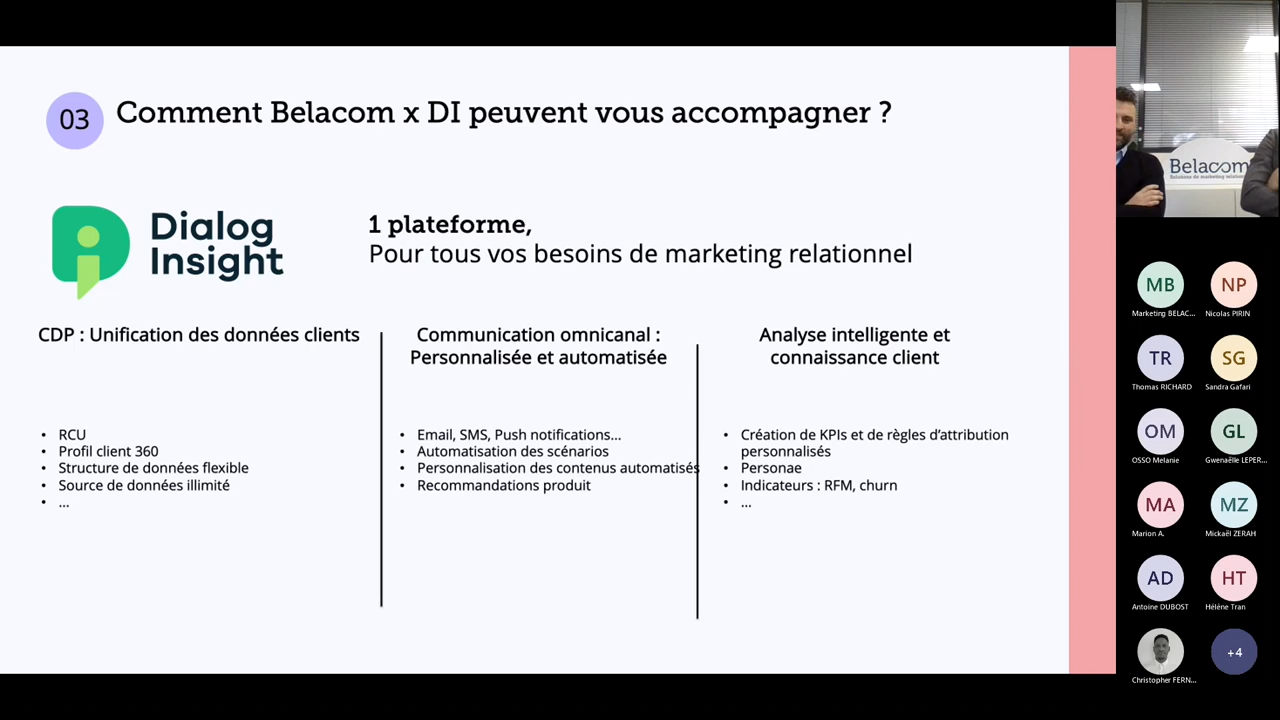 03
Comment Belacom x DI peuvent vous accompagner ?
Dialog
Insight
1 plateforme,
Pour tous vos besoins de marketing relationnel
CDP : Unification des données clients
RCU
Profil client 360
Structure de données flexible
Source de données illimité
...
Communication omnicanal :
Personnalisée et automatisée
Email, SMS, Push notifications...
Automatisation des scénarios
Personnalisation des contenus automatisés
Recommandations produit
Analyse intelligente et
connaissance client
Création de KPIs et de règles d'attribution
personnalisés
Personae
Indicateurs : RFM, churn
...
Belacom
Solutions de marketing relation
MB
Marketing BELAC...
NP
Nicolas PIRIN
TR
Thomas RICHARD
SG
Sandra Gafari
OM
OSSO Melanie
GL
Gwenaëlle LEPER...
MA
Marion A.
MZ
Mickaël ZERAH
AD
Antoine DUBOST
HT
Hélène Tran
Christopher FERN...
+4